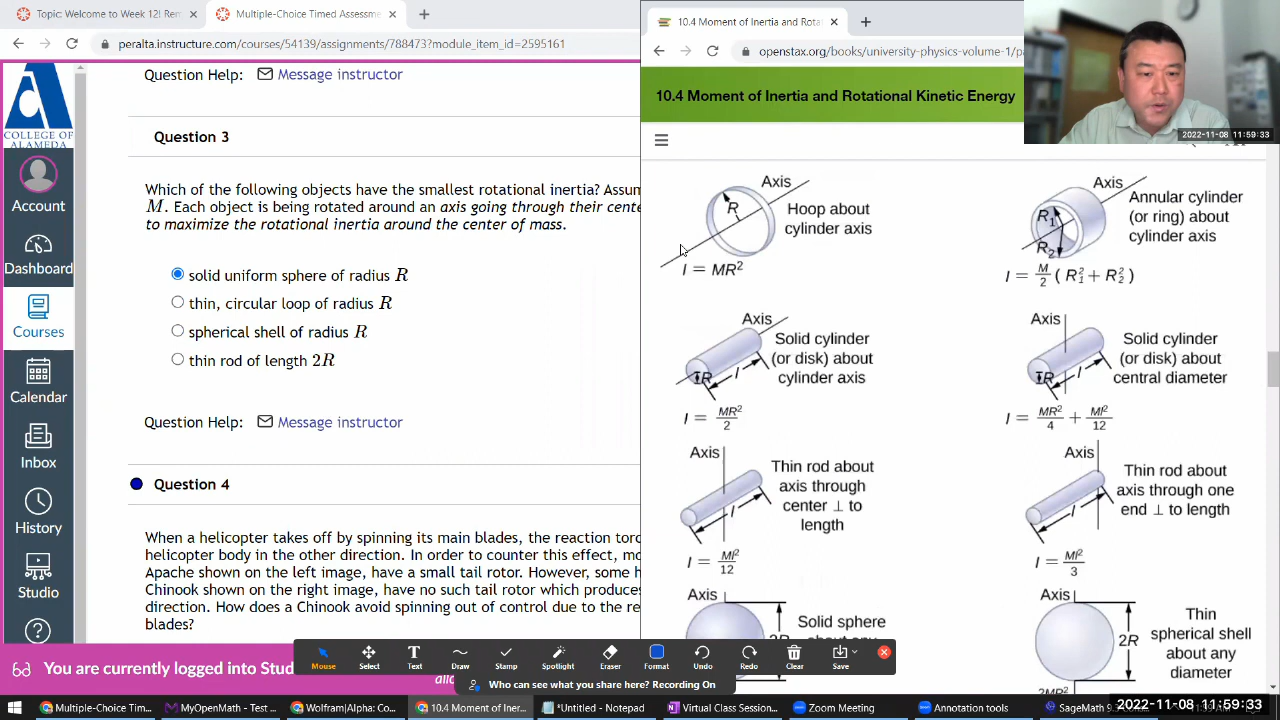 Topic: Welcome to Week 12! Rem
Multiple-Choice Timed Assessme
10.4 Moment of Inertia and Rota
peralta.instructure.com/courses/54139/assignments/788473?module_item_id=2595161
openstax.org/books/university-physics-volume-1/pa
COLLEGE OF
ALAMEDA
Account
Dashboard
Courses
Calendar
Inbox
History
Studio
Question Help: Message instructor
Question 3
Which of the following objects have the smallest rotational inertia? Assum
M. Each object is being rotated around an axis going through their cente
to maximize the rotational inertia around the center of mass.
solid uniform sphere of radius R
thin, circular loop of radius R
spherical shell of radius R
thin rod of length 2R
Question Help: Message instructor
Question 4
When a helicopter takes off by spinning its main blades, the reaction torq
helicopter body in the other direction. In order to counter this effect, mo
Apache shown on the left image, have a small tail rotor. However, some h
Chinook shown on the right image, have no such tail rotor which produces
direction. How does a Chinook avoid spinning out of control due to the re
blades?
You are currently logged into Stud
10.4 Moment of Inertia and Rotational Kinetic Energy
2022-11-08 11:59:33
Axis
R
Hoop about
cylinder axis
I = MR²
Axis
R₁
R₂
Annular cylinder
(or ring) about
cylinder axis
I = M/2 ( R₁² + R₂² )
Axis
R
l
Solid cylinder
(or disk) about
cylinder axis
I = MR²/2
Axis
R
l
Solid cylinder
(or disk) about
central diameter
I = MR²/4 + Ml²/12
Axis
l
Thin rod about
axis through
center ⊥ to
length
I = Ml²/12
Axis
l
Thin rod about
axis through one
end ⊥ to length
I = Ml²/3
Axis
2R
Solid sphere
about any
Axis
2R
Thin
spherical shell
about any
diameter
2MR²
Mouse
Select
Text
Draw
Stamp
Spotlight
Eraser
Format
Undo
Redo
Clear
Save
Who can see what you share here? Recording On
Multiple-Choice Tim
MyOpenMath - Test ...
Wolfram|Alpha: Com
10.4 Moment of Iner
*Untitled - Notepad
Virtual Class Session
Zoom Meeting
Annotation tools
SageMath 9.3
2022-11-08 11:59:33